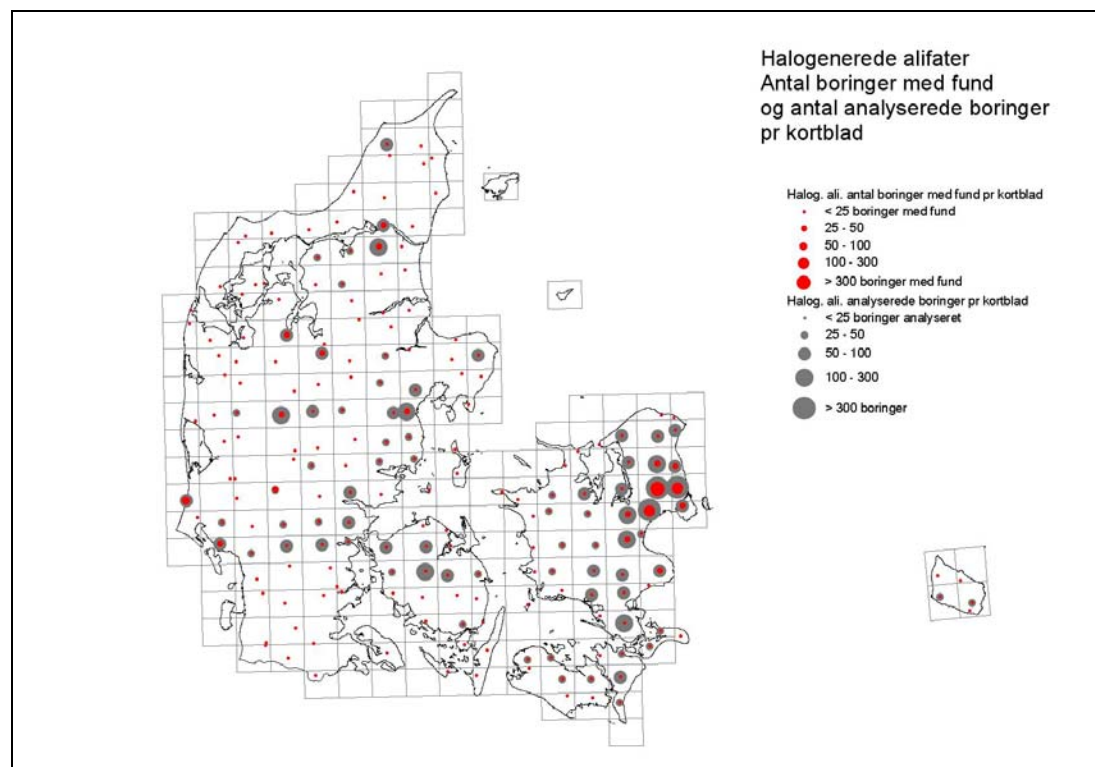 Halogenerede alifater
Antal boringer med fund
og antal analyserede boringer
pr kortblad
Halog. ali. antal boringer med fund pr kortblad
< 25 boringer med fund
25 - 50
50 - 100
100 - 300
> 300 boringer med fund
Halog. ali. analyserede boringer pr kortblad
< 25 boringer analyseret
25 - 50
50 - 100
100 - 300
> 300 boringer